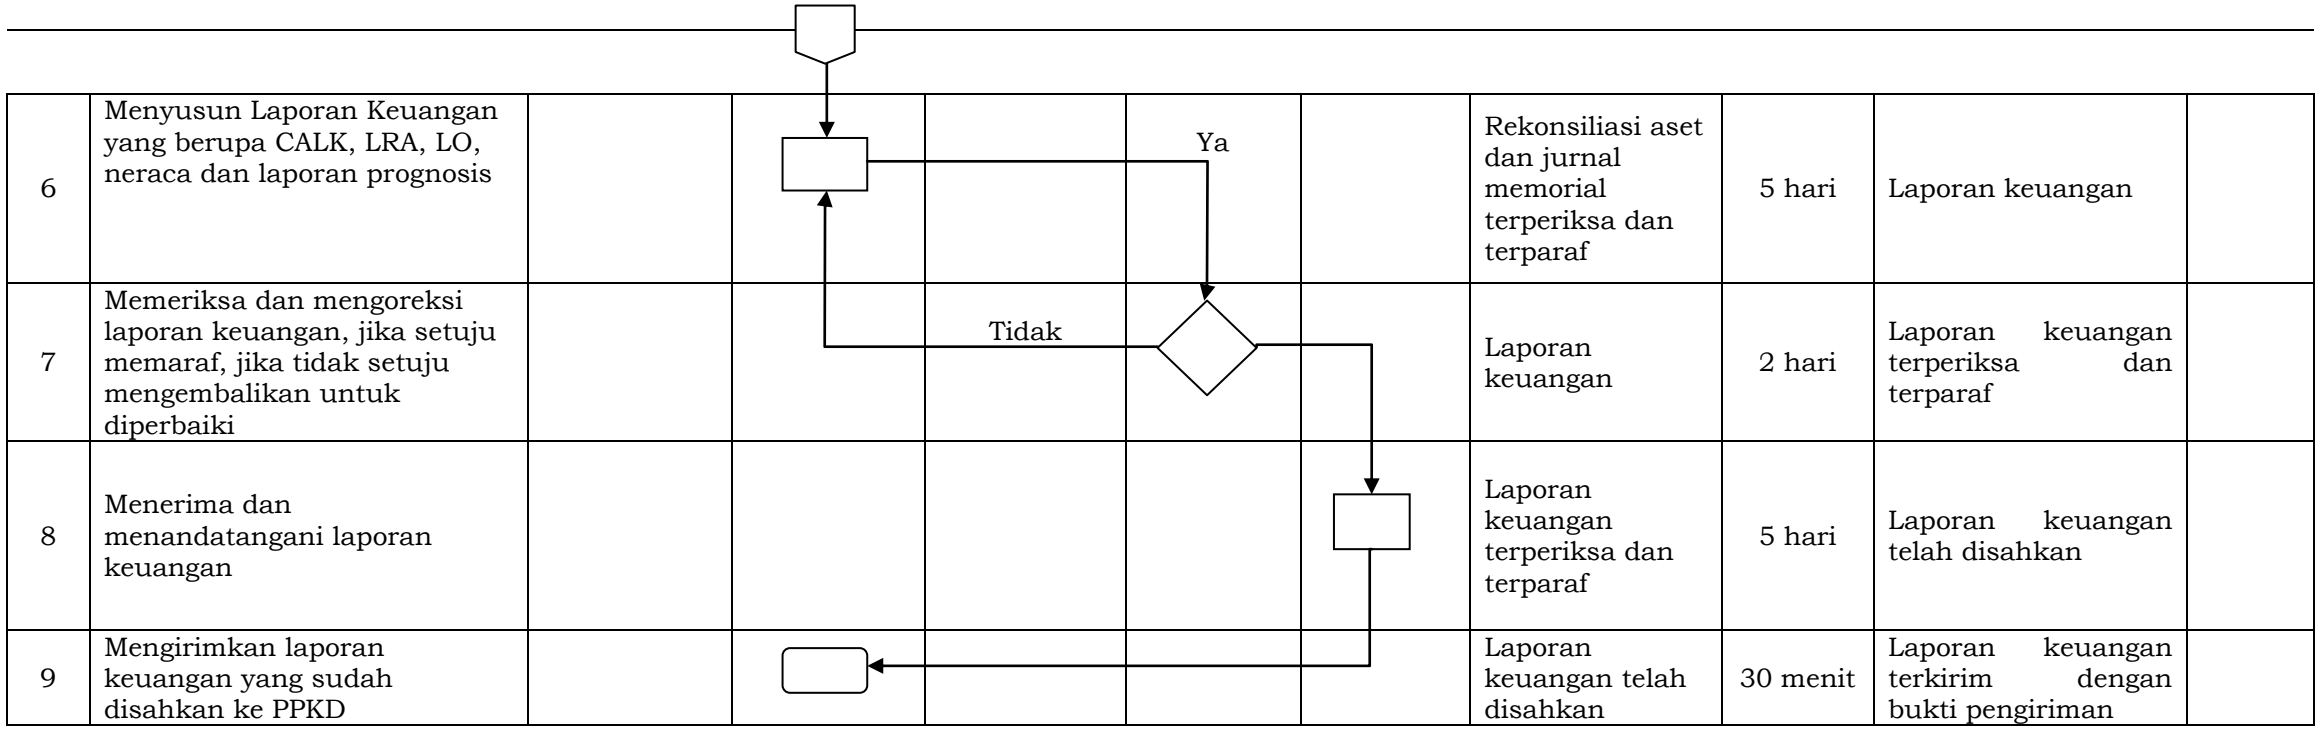 6
Menyusun Laporan Keuangan
yang berupa CALK, LRA, LO,
neraca dan laporan prognosis
Ya
Rekonsiliasi aset
dan jurnal
memorial
terperiksa dan
terparaf
5 hari
Laporan keuangan
7
Memeriksa dan mengoreksi
laporan keuangan, jika setuju
memaraf, jika tidak setuju
mengembalikan untuk
diperbaiki
Tidak
Laporan
keuangan
2 hari
Laporan keuangan
terperiksa dan
terparaf
8
Menerima dan
menandatangani laporan
keuangan
Laporan
keuangan
terperiksa dan
terparaf
5 hari
Laporan keuangan
telah disahkan
9
Mengirimkan laporan
keuangan yang sudah
disahkan ke PPKD
Laporan
keuangan telah
disahkan
30 menit
Laporan keuangan
terkirim dengan
bukti pengiriman